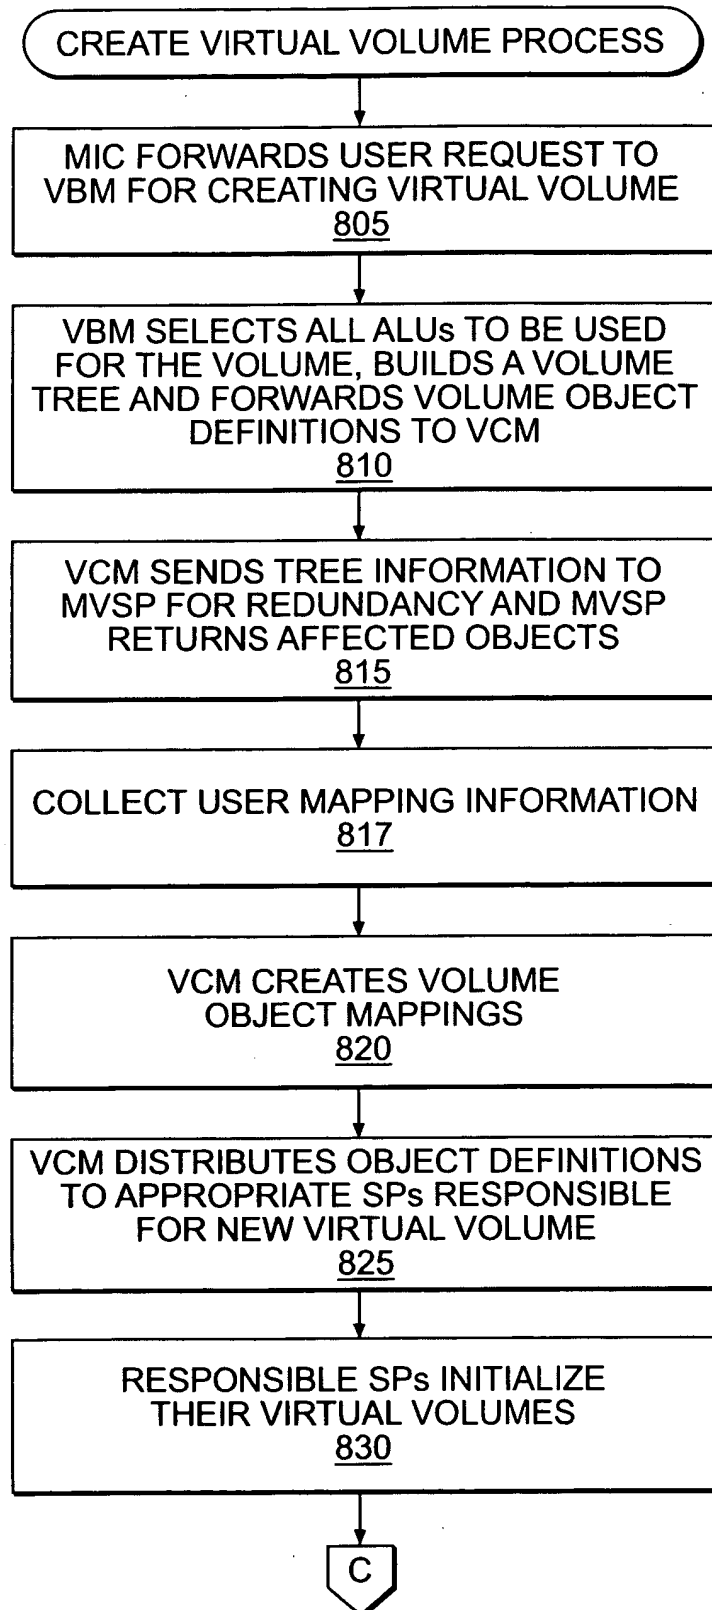 CREATE VIRTUAL VOLUME PROCESS
MIC FORWARDS USER REQUEST TO
VBM FOR CREATING VIRTUAL VOLUME
805
VBM SELECTS ALL ALUs TO BE USED
FOR THE VOLUME, BUILDS A VOLUME
TREE AND FORWARDS VOLUME OBJECT
DEFINITIONS TO VCM
810
VCM SENDS TREE INFORMATION TO
MVSP FOR REDUNDANCY AND MVSP
RETURNS AFFECTED OBJECTS
815
COLLECT USER MAPPING INFORMATION
817
VCM CREATES VOLUME
OBJECT MAPPINGS
820
VCM DISTRIBUTES OBJECT DEFINITIONS
TO APPROPRIATE SPs RESPONSIBLE
FOR NEW VIRTUAL VOLUME
825
RESPONSIBLE SPs INITIALIZE
THEIR VIRTUAL VOLUMES
830
C